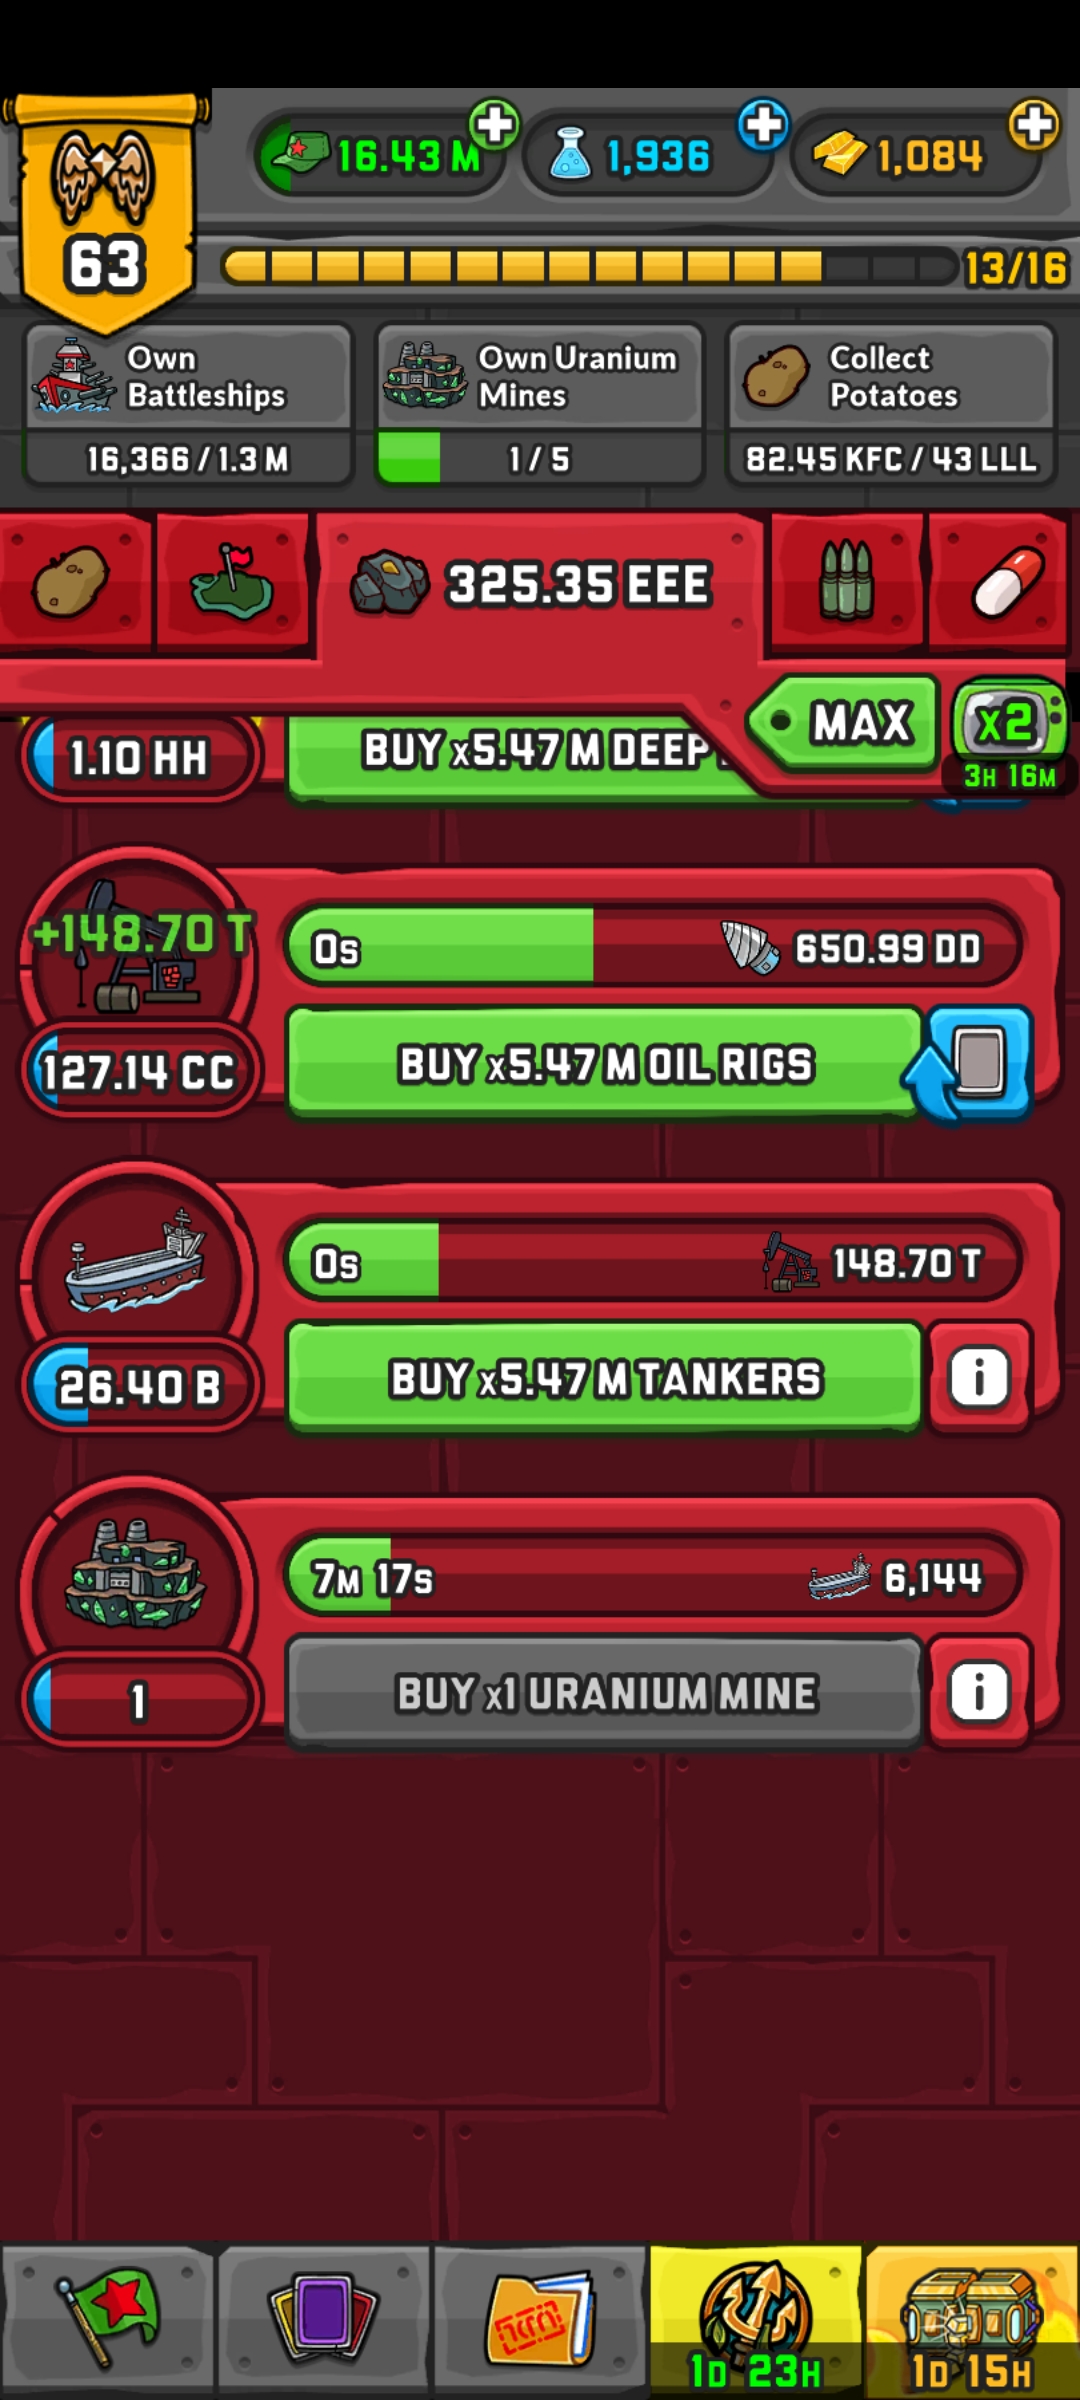 16.43 M
1,936
1,084
63
13/16
Own
Battleships
16,366 / 1.3 M
Own Uranium
Mines
1 / 5
Collect
Potatoes
82.45 KFC / 43 LLL
325.35 EEE
MAX
x2
3H 16M
1.10 HH
BUY x5.47 M DEEP
+148.70 T
0s
650.99 DD
127.14 CC
BUY x5.47 M OIL RIGS
0s
148.70 T
26.40 B
BUY x5.47 M TANKERS
i
7M 17s
6,144
1
BUY x1 URANIUM MINE
i
1D 23H
1D 15H